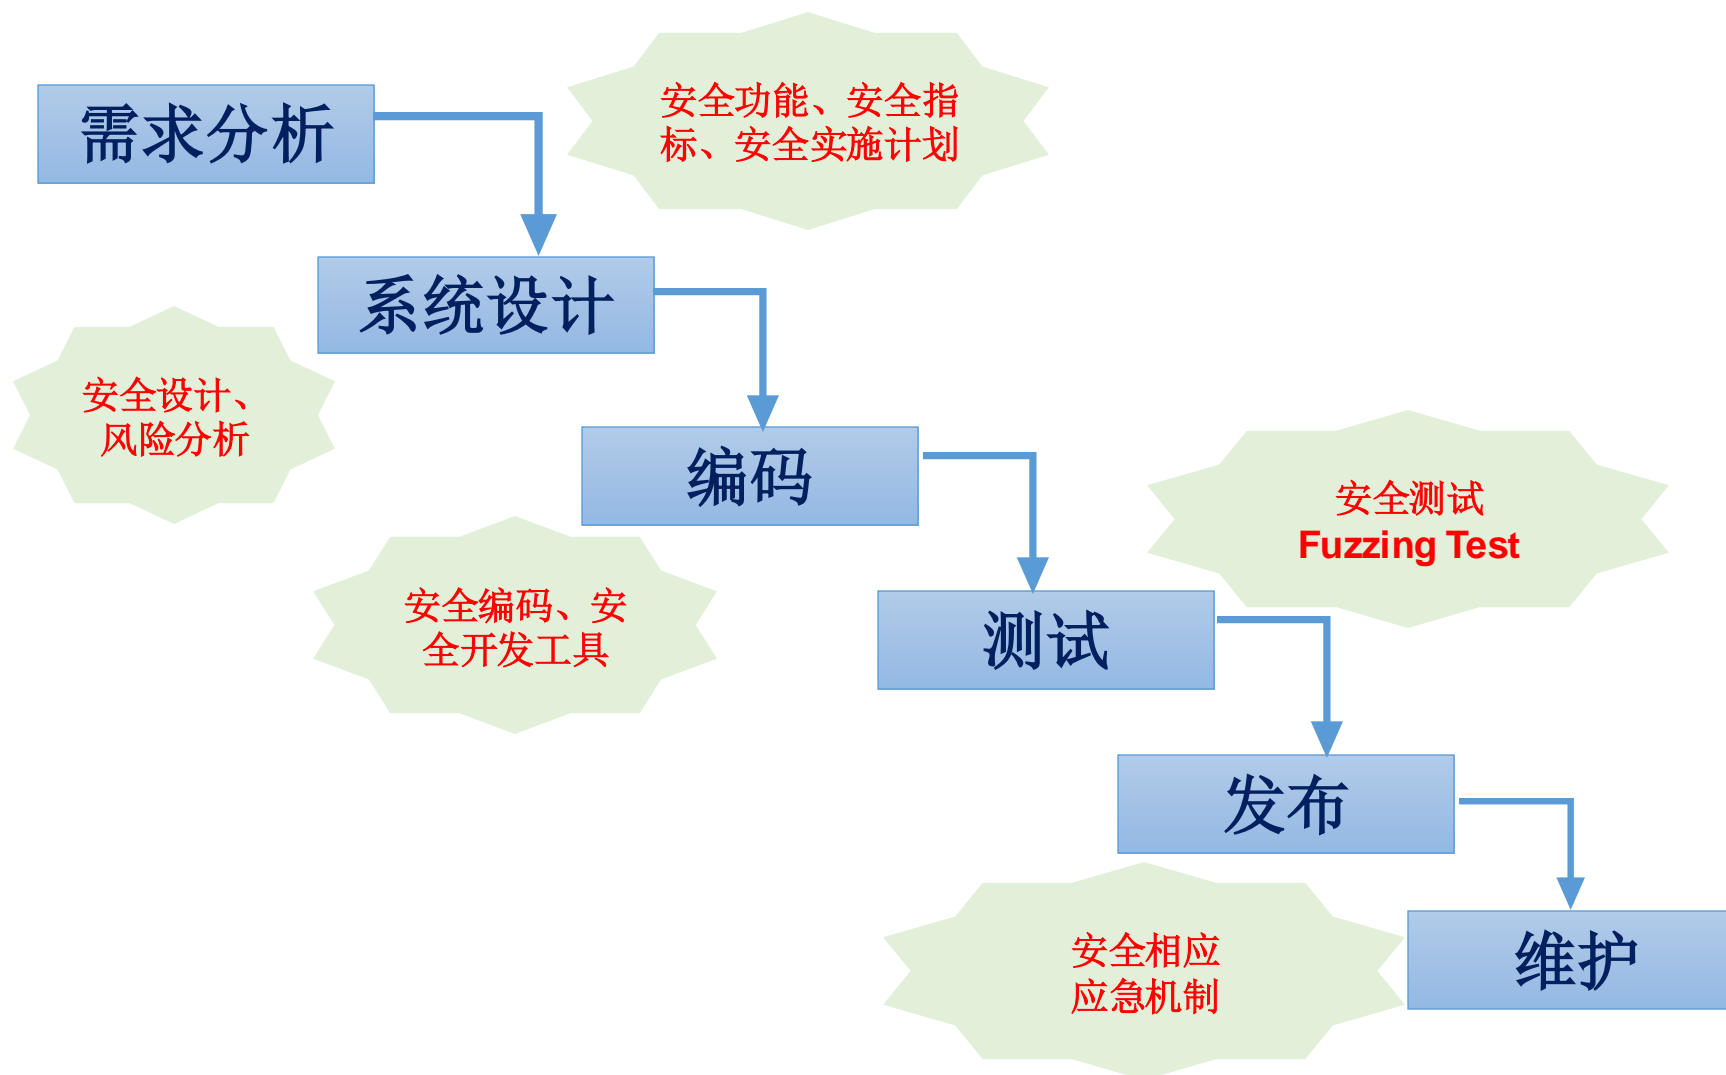 需求分析
安全功能、安全指
标、安全实施计划
系统设计
安全设计、
风险分析
编码
安全编码、安
全开发工具
安全测试
Fuzzing Test
测试
发布
安全相应
应急机制
维护